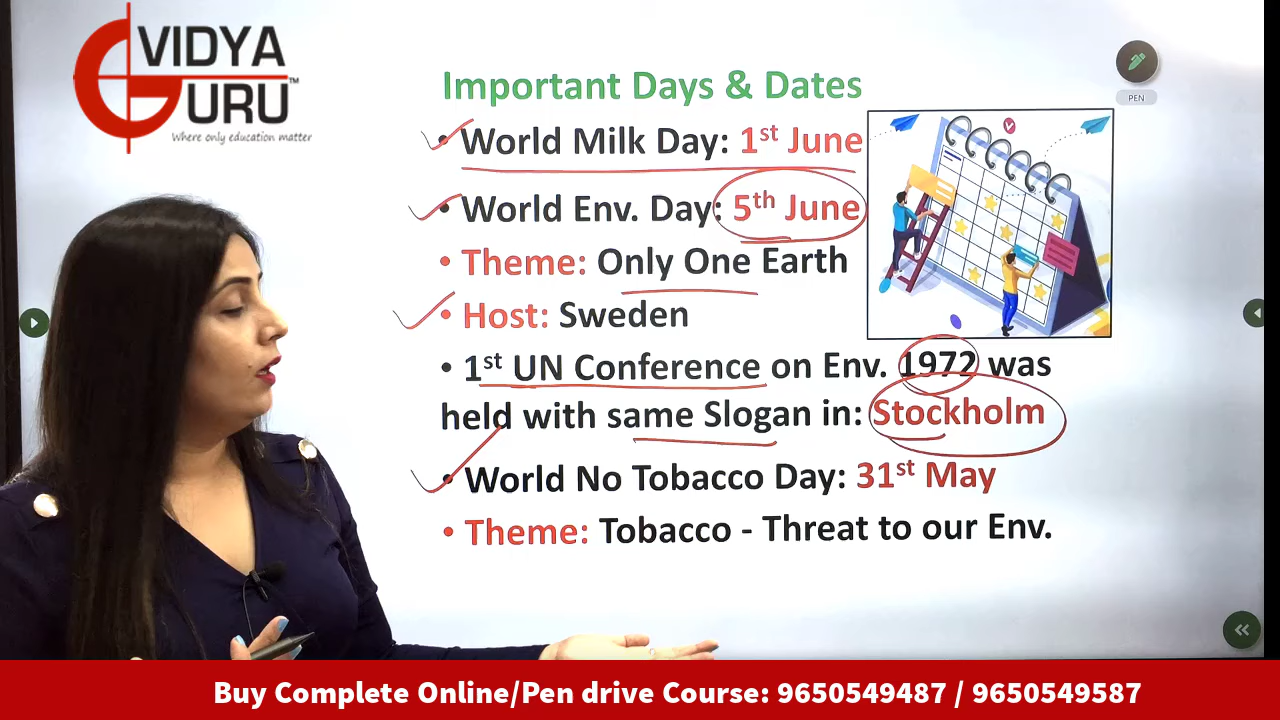 VIDYA
GURU™
Where only education matter
Important Days & Dates
PEN
• World Milk Day: 1st June
• World Env. Day: 5th June
• Theme: Only One Earth
• Host: Sweden
• 1st UN Conference on Env. 1972 was
held with same Slogan in: Stockholm
• World No Tobacco Day: 31st May
• Theme: Tobacco - Threat to our Env.
Buy Complete Online/Pen drive Course: 9650549487 / 9650549587